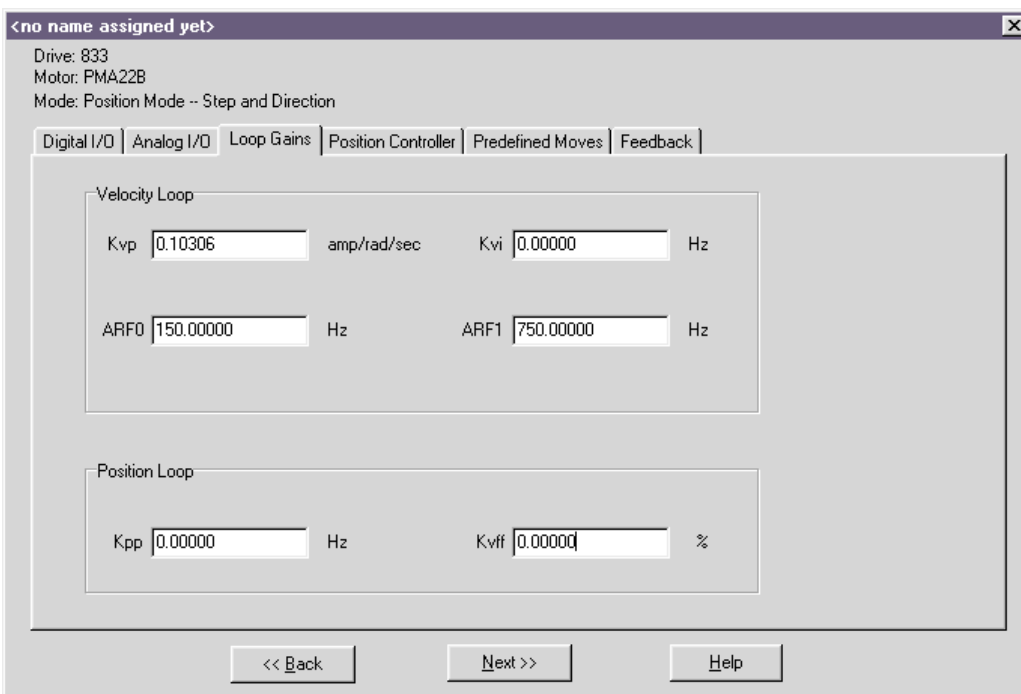 <no name assigned yet>
Drive: 833
Motor: PMA22B
Mode: Position Mode -- Step and Direction
Digital I/O Analog I/O Loop Gains Position Controller Predefined Moves Feedback
Velocity Loop
Kvp 0.10306 amp/rad/sec Kvi 0.00000 Hz
ARF0 150.00000 Hz ARF1 750.00000 Hz
Position Loop
Kpp 0.00000 Hz Kvff 0.00000 %
<< Back Next >> Help